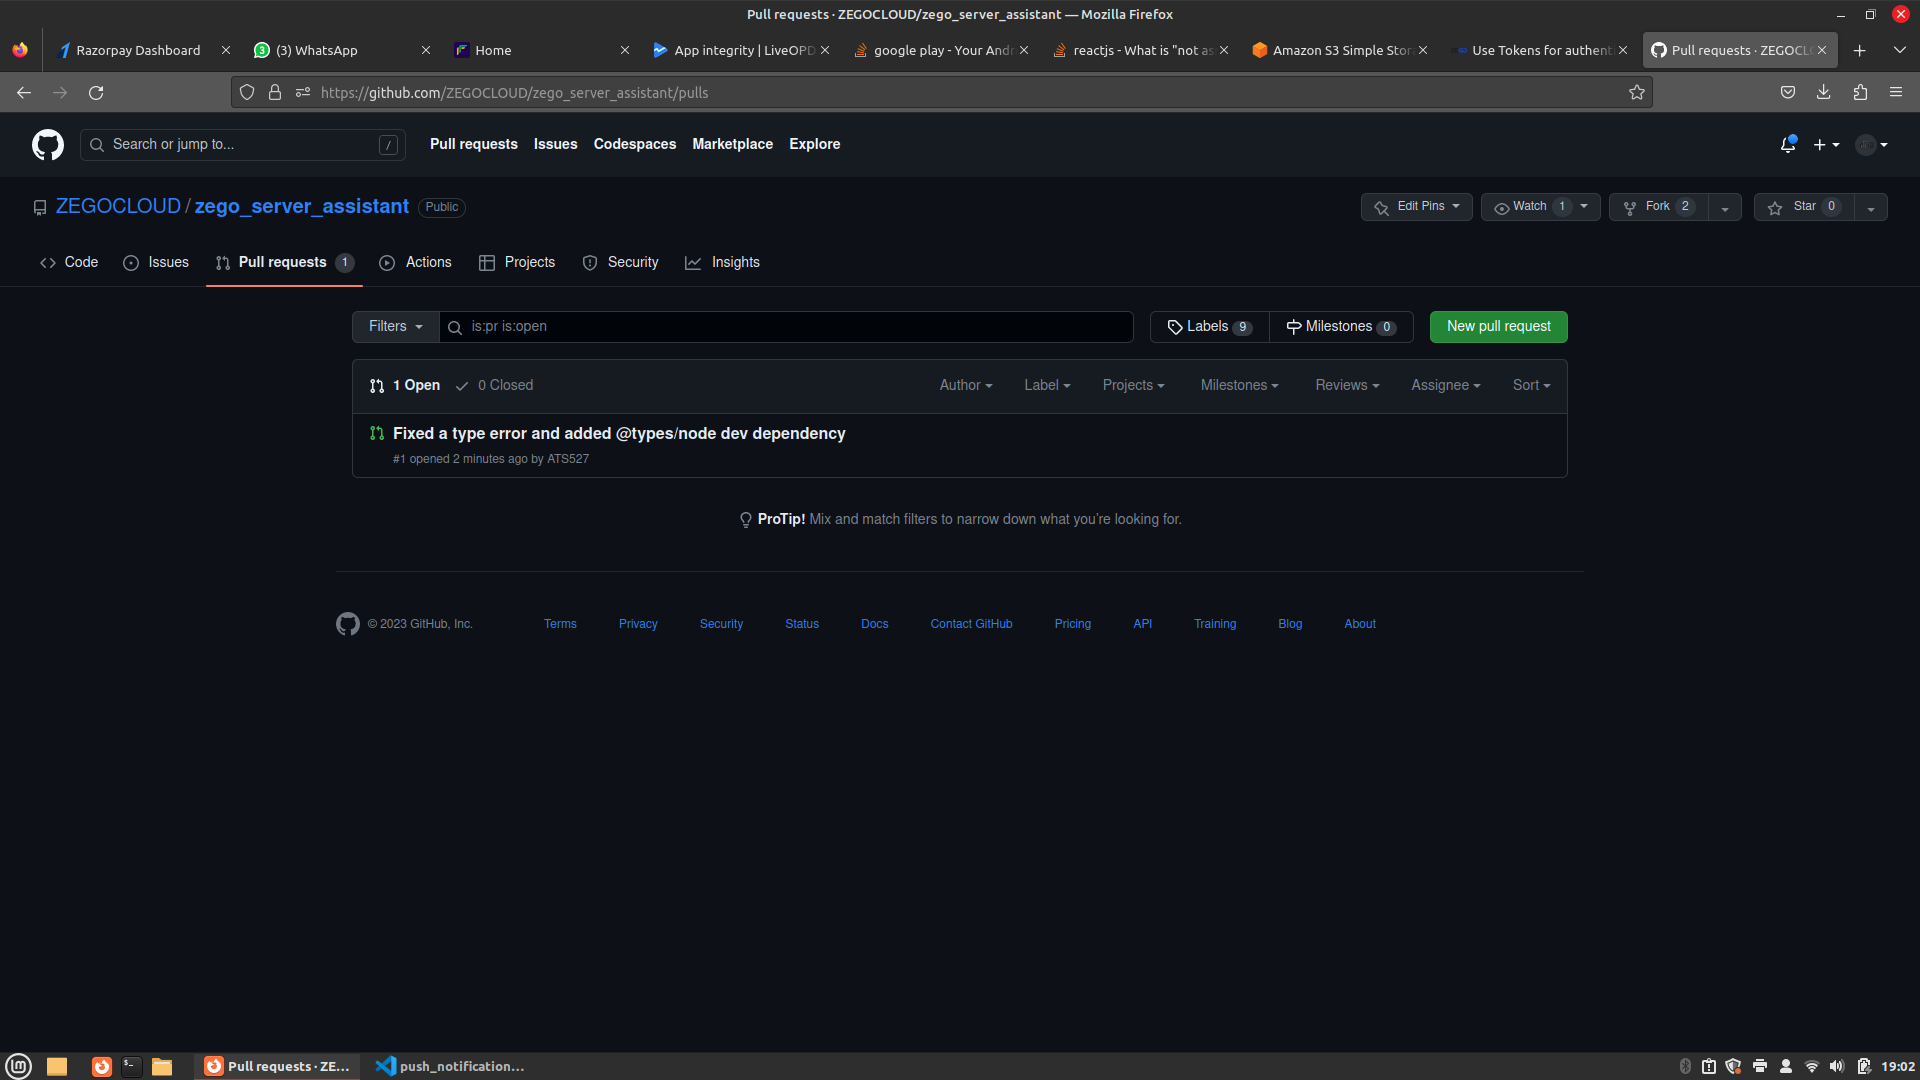 Pull requests · ZEGOCLOUD/zego_server_assistant — Mozilla Firefox
Razorpay Dashboard
(3) WhatsApp
Home
App integrity | LiveOPD
google play - Your Andr
reactjs - What is "not as
Amazon S3 Simple Stor
Use Tokens for authent
Pull requests · ZEGOCLO
https://github.com/ZEGOCLOUD/zego_server_assistant/pulls
Search or jump to... /
Pull requests Issues Codespaces Marketplace Explore
ZEGOCLOUD / zego_server_assistant Public
Edit Pins Watch 1 Fork 2 Star 0
Code Issues Pull requests 1 Actions Projects Security Insights
Filters is:pr is:open Labels 9 Milestones 0 New pull request
1 Open 0 Closed Author Label Projects Milestones Reviews Assignee Sort
Fixed a type error and added @types/node dev dependency
#1 opened 2 minutes ago by ATS527
ProTip! Mix and match filters to narrow down what you're looking for.
© 2023 GitHub, Inc. Terms Privacy Security Status Docs Contact GitHub Pricing API Training Blog About
Pull requests · ZE... push_notification... 19:02